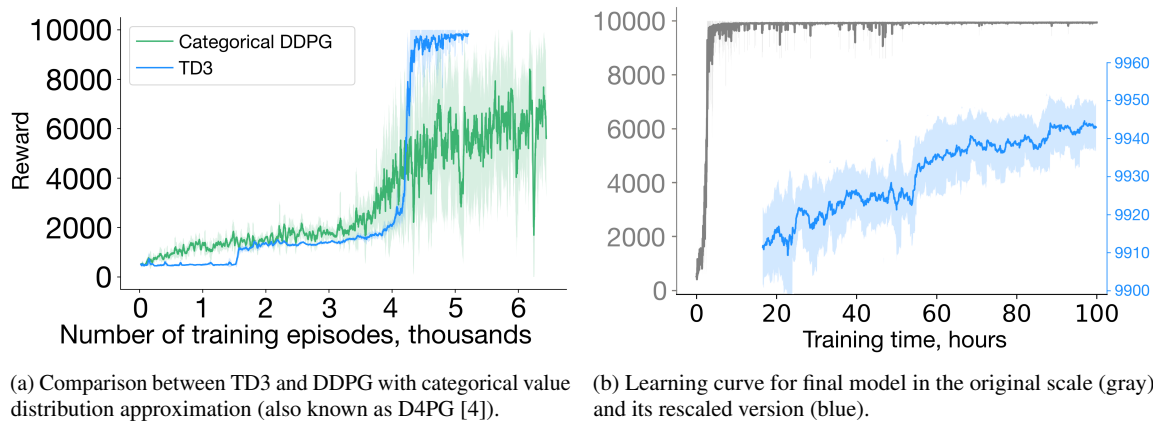 10000
8000
6000
4000
2000
0
Reward
Categorical DDPG
TD3
0 1 2 3 4 5 6
Number of training episodes, thousands
(a) Comparison between TD3 and DDPG with categorical value
distribution approximation (also known as D4PG [4]).
10000
8000
6000
4000
2000
0
9960
9950
9940
9930
9920
9910
9900
0 20 40 60 80 100
Training time, hours
(b) Learning curve for final model in the original scale (gray)
and its rescaled version (blue).